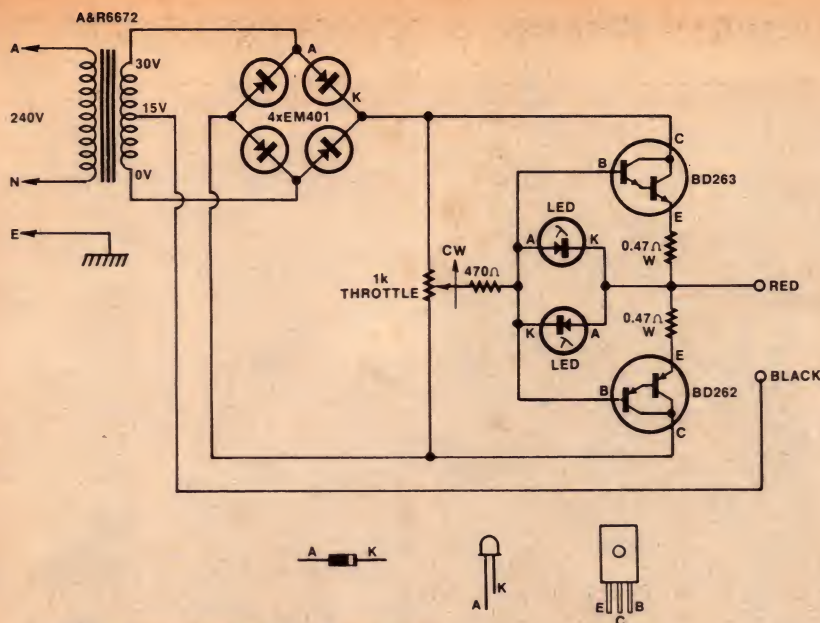 A&R6672
A
30V
A
240V
15V
4xEM401
K
N
0V
E
C
B
BD263
E
LED
A
K
0.47Ω
W
CW
470Ω
1k
THROTTLE
RED
K
A
LED
0.47Ω
W
E
B
BD262
C
BLACK
A
K
K
A
E
B
C